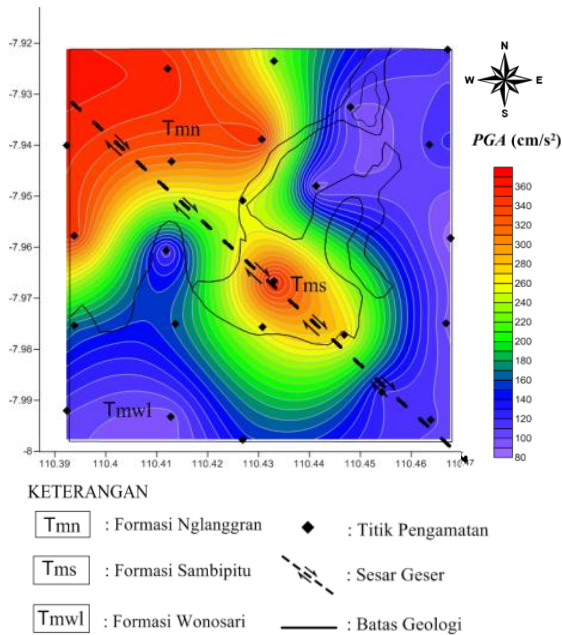 -7.92
-7.93
-7.94
-7.95
-7.96
-7.97
-7.98
-7.99
-8
Tmn
Tms
Tmwl
110.39 110.4 110.41 110.42 110.43 110.44 110.45 110.46 110.47
N
W E
S
PGA (cm/s²)
360
340
320
300
280
260
240
220
200
180
160
140
120
100
80
KETERANGAN
Tmn : Formasi Nglanggran
Tms : Formasi Sambipitu
Tmwl : Formasi Wonosari
: Titik Pengamatan
: Sesar Geser
: Batas Geologi